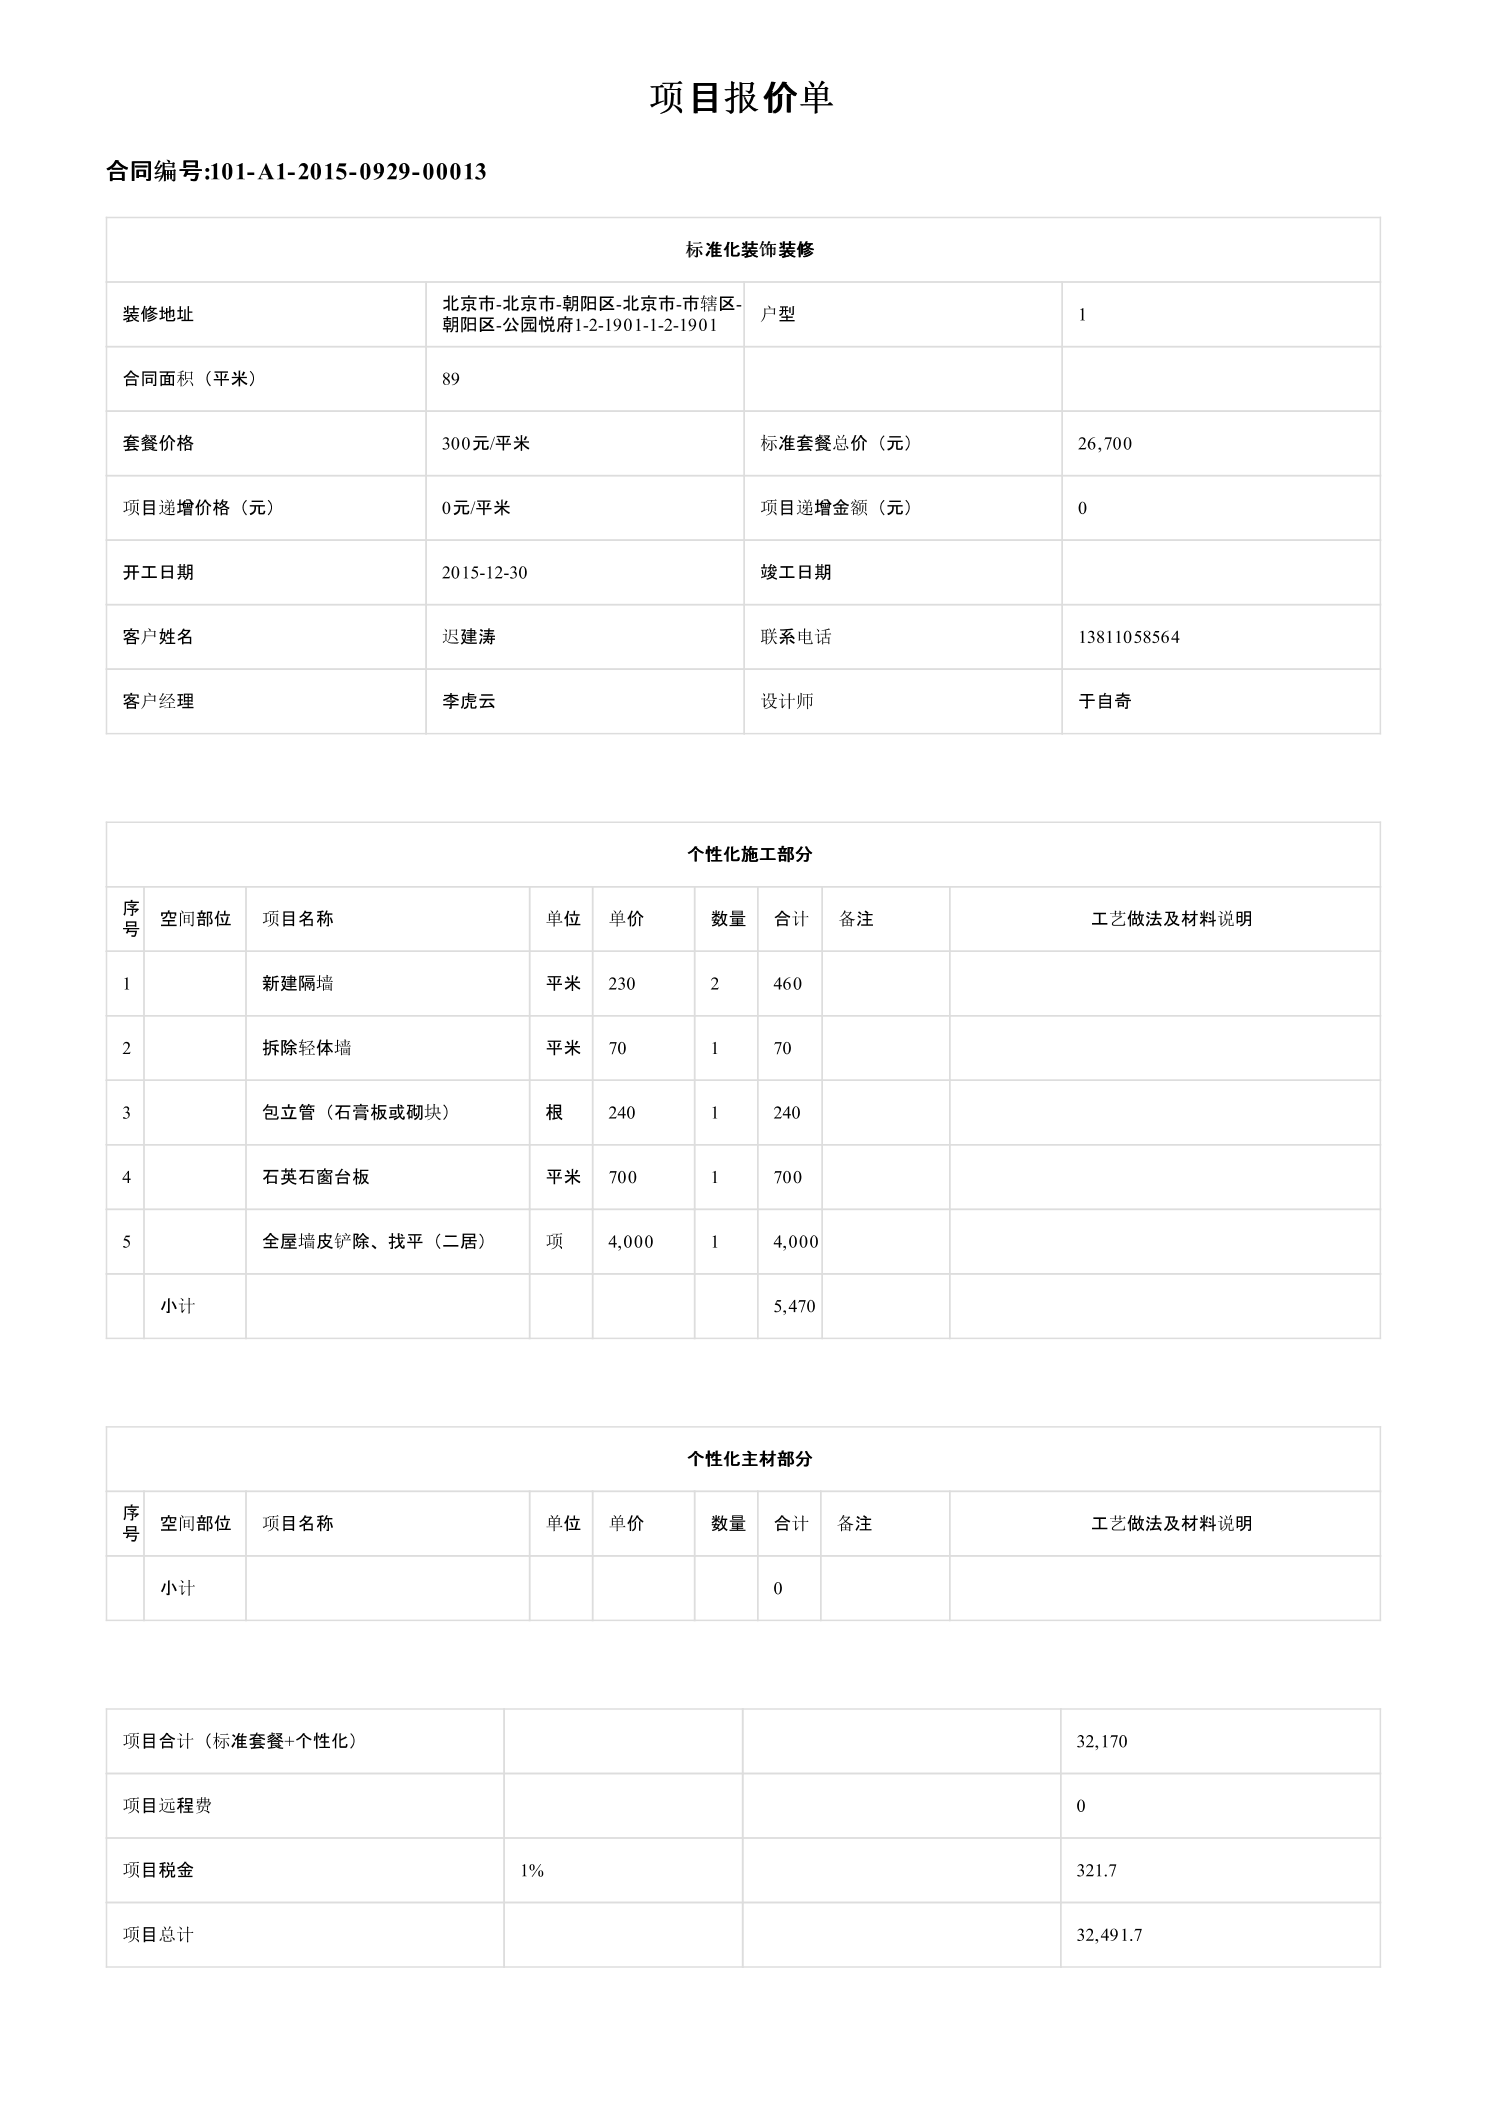 项目报价单
合同编号:101-A1-2015-0929-00013
标准化装饰装修
装修地址 北京市-北京市-朝阳区-北京市-市辖区-朝阳区-公园悦府1-2-1901-1-2-1901 户型 1
合同面积（平米） 89
套餐价格 300元/平米 标准套餐总价（元） 26,700
项目递增价格（元） 0元/平米 项目递增金额（元） 0
开工日期 2015-12-30 竣工日期
客户姓名 迟建涛 联系电话 13811058564
客户经理 李虎云 设计师 于自奇
个性化施工部分
序号 空间部位 项目名称 单位 单价 数量 合计 备注 工艺做法及材料说明
1 新建隔墙 平米 230 2 460
2 拆除轻体墙 平米 70 1 70
3 包立管（石膏板或砌块） 根 240 1 240
4 石英石窗台板 平米 700 1 700
5 全屋墙皮铲除、找平（二居） 项 4,000 1 4,000
小计 5,470
个性化主材部分
序号 空间部位 项目名称 单位 单价 数量 合计 备注 工艺做法及材料说明
小计 0
项目合计（标准套餐+个性化） 32,170
项目远程费 0
项目税金 1% 321.7
项目总计 32,491.7